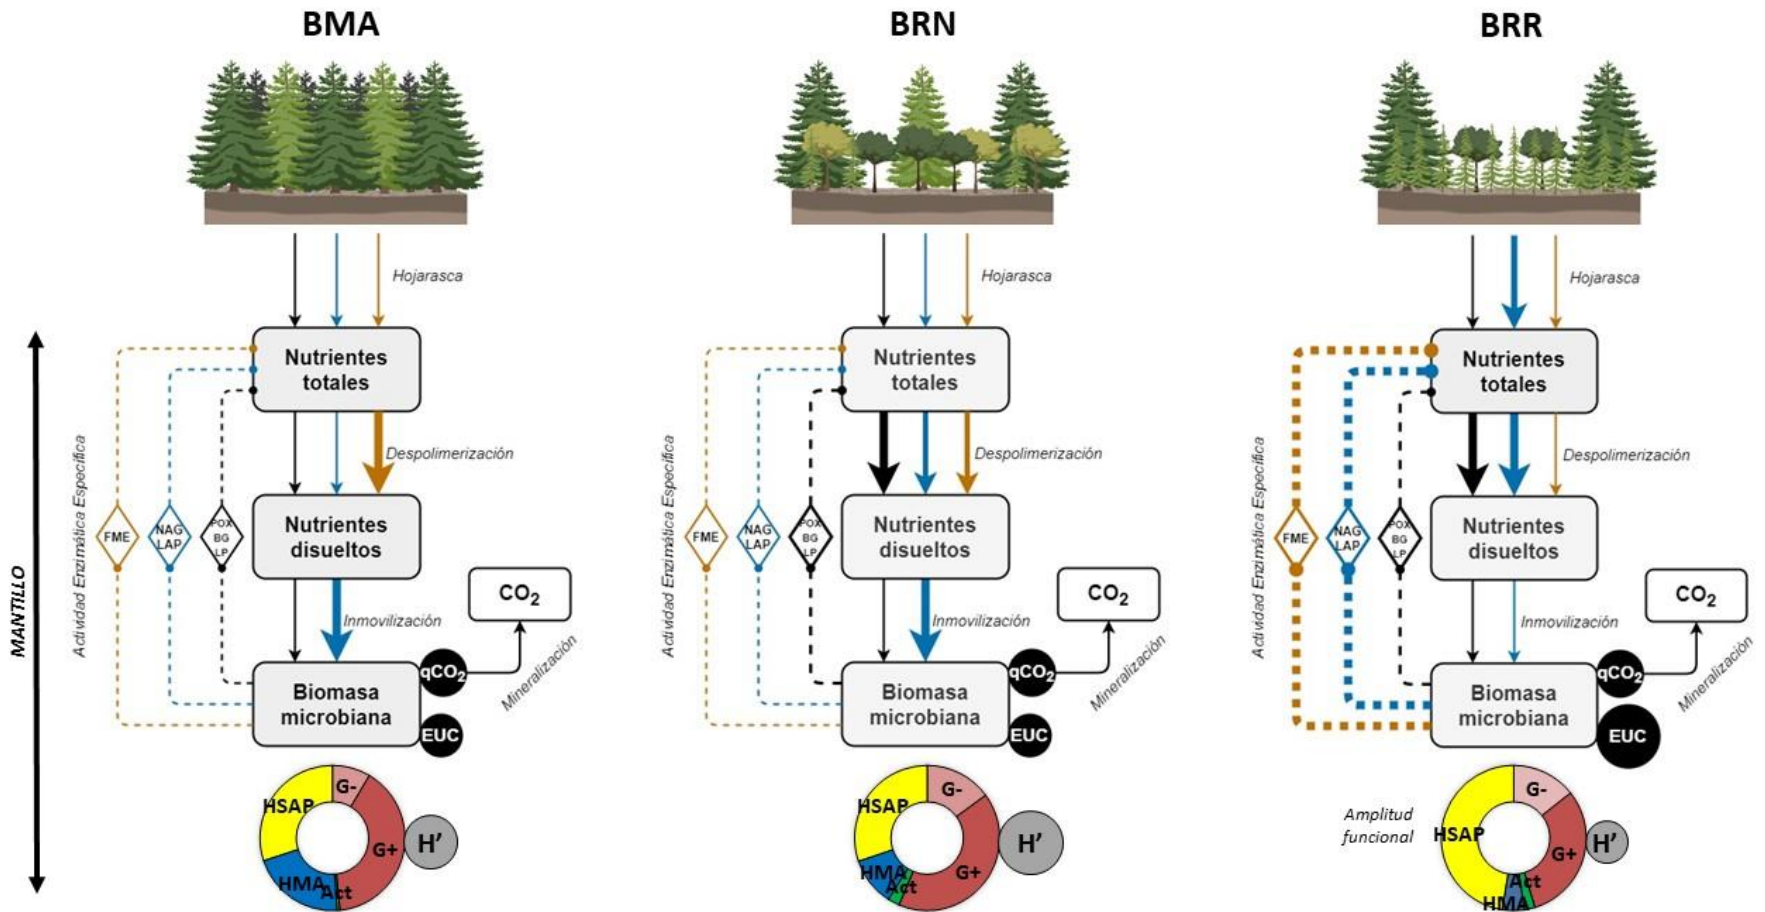 BMA
Hojarasca
Nutrientes
totales
Despolimerización
Actividad Enzimática Específica
FME
NAG
LAP
POX
BG
LP
Nutrientes
disueltos
CO₂
Inmovilización
Mineralización
Biomasa
microbiana
qCO₂
EUC
MANTILLO
HSAP
G-
G+
HMA
Act
H’
BRN
Hojarasca
Nutrientes
totales
Despolimerización
Actividad Enzimática Específica
FME
NAG
LAP
POX
BG
LP
Nutrientes
disueltos
CO₂
Inmovilización
Mineralización
Biomasa
microbiana
qCO₂
EUC
HSAP
G-
G+
HMA
Act
H’
BRR
Hojarasca
Nutrientes
totales
Despolimerización
Actividad Enzimática Específica
FME
NAG
LAP
POX
BG
LP
Nutrientes
disueltos
CO₂
Inmovilización
Mineralización
Biomasa
microbiana
qCO₂
EUC
Amplitud
funcional
HSAP
G-
G+
Act
HMA
H’